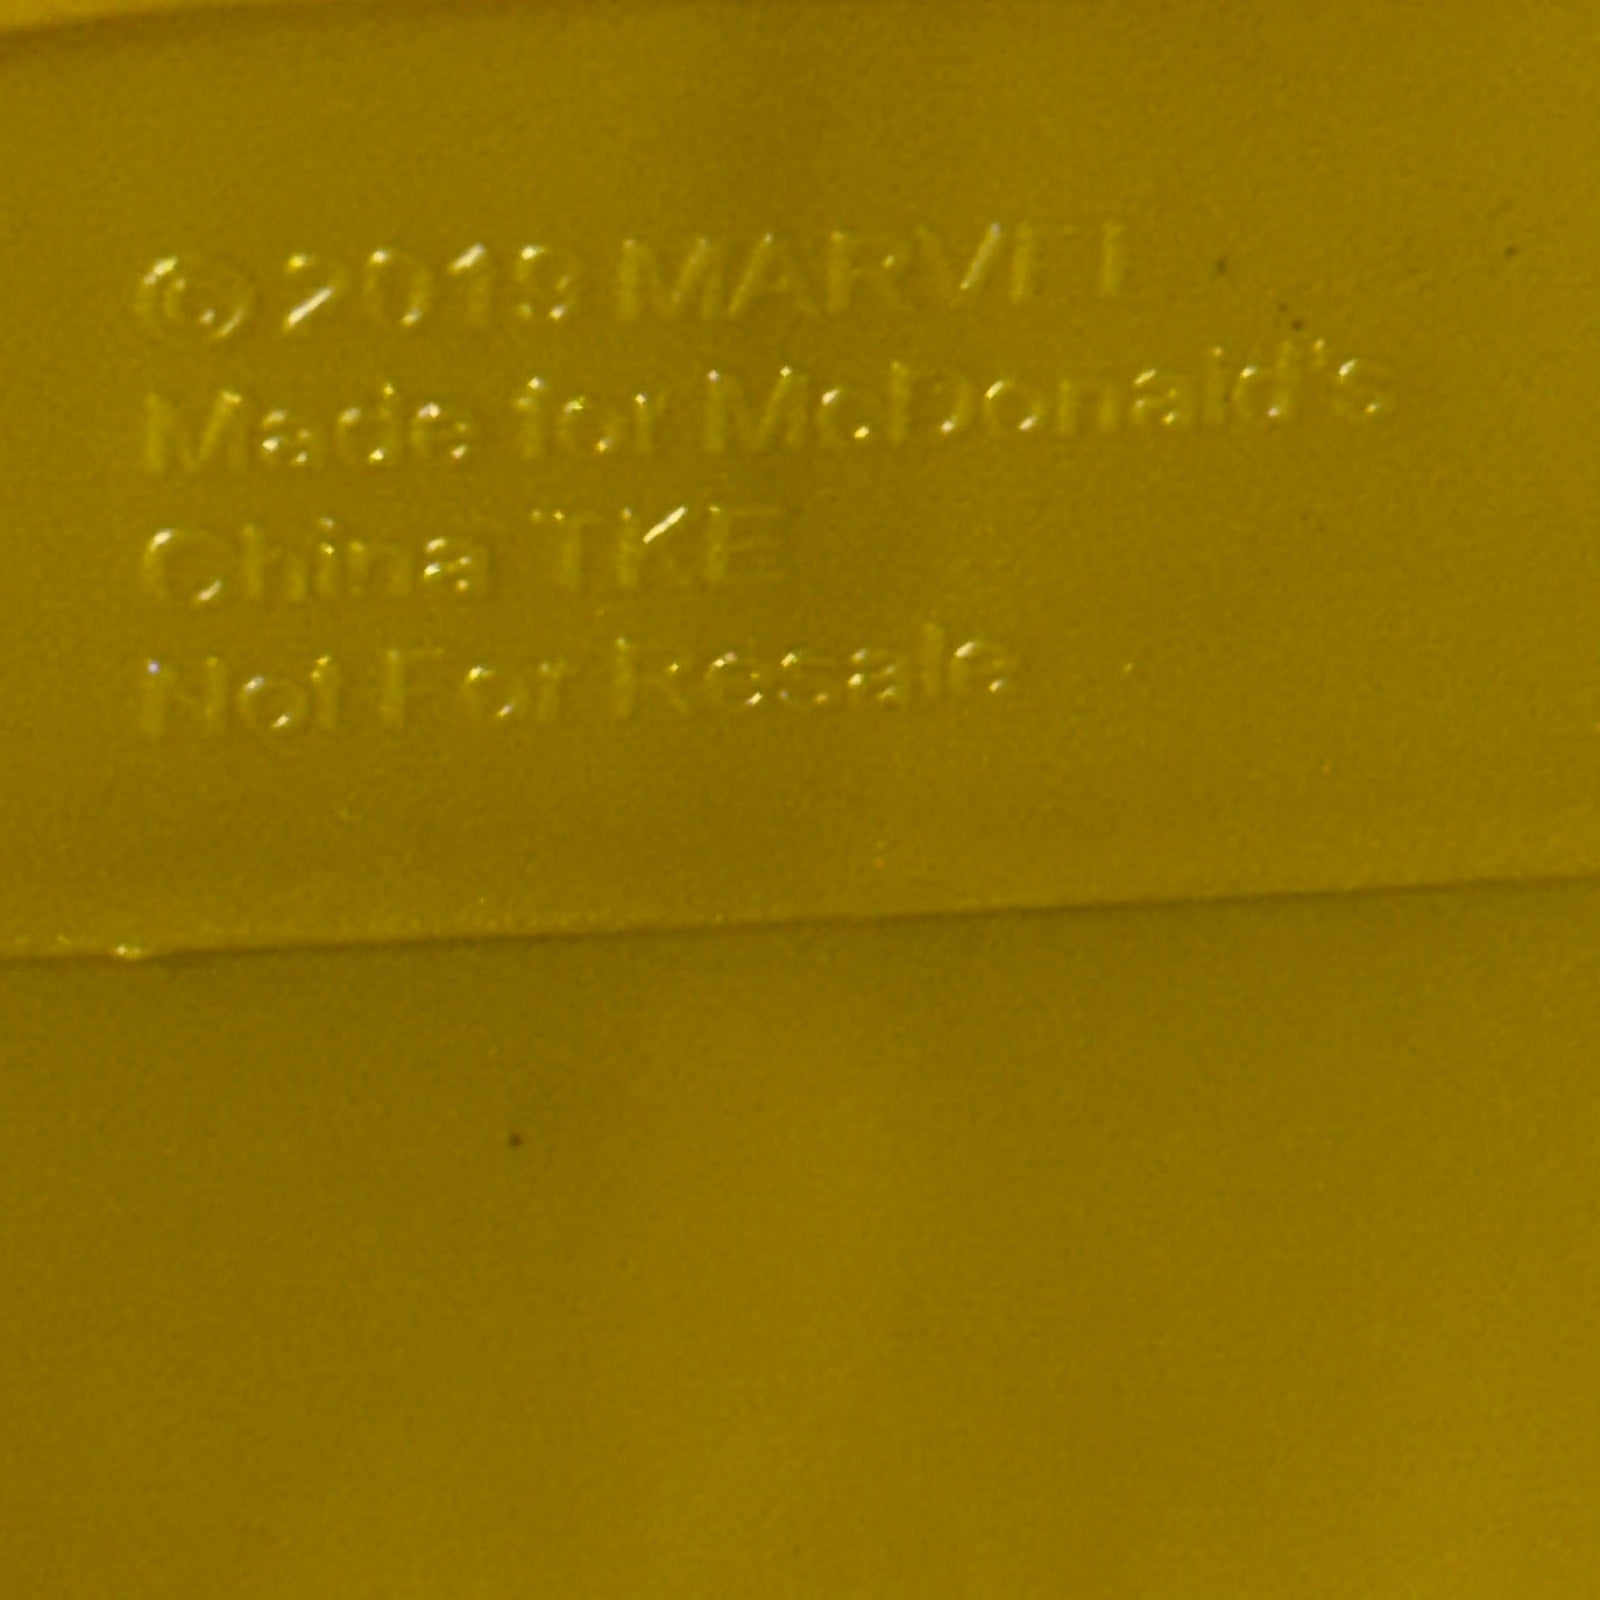 © 2019 MARVEL
Made for McDonald's
China TKE
Not For Resale